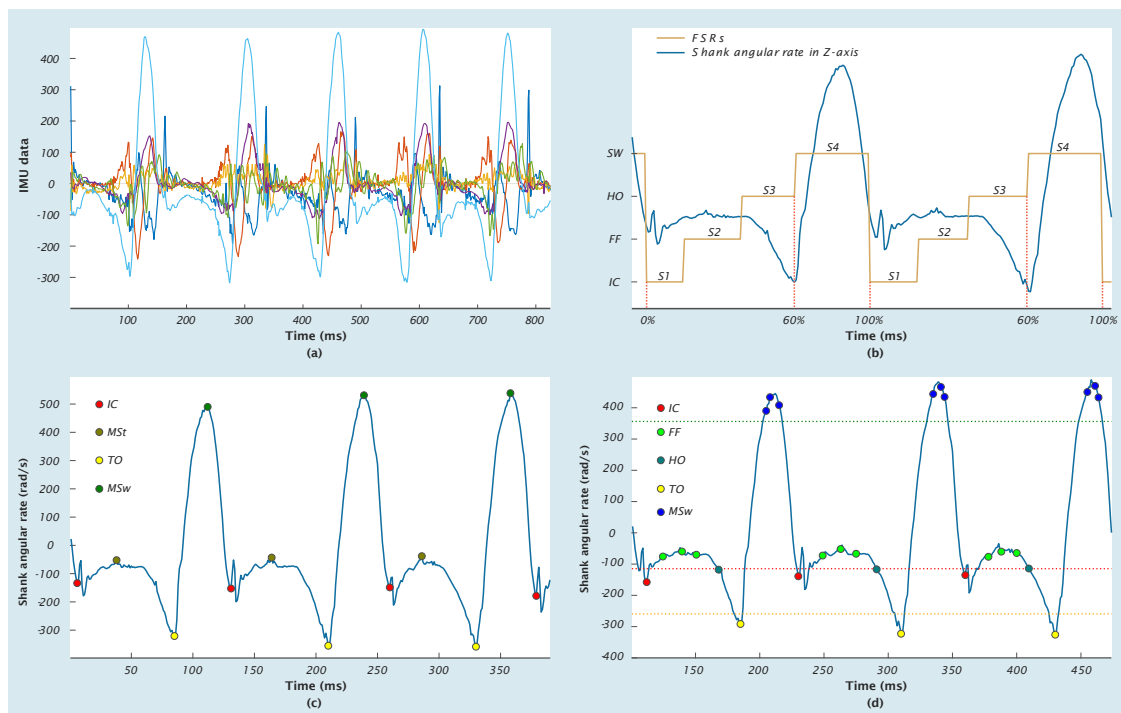 IMU data
400
300
200
100
0
-100
-200
-300
100 200 300 400 500 600 700 800
Time (ms)
(a)
FSRs
Shank angular rate in Z-axis
SW
HO
FF
IC
S1 S2 S3 S4 S1 S2 S3 S4
0% 60% 100% 60% 100%
Time (ms)
(b)
Shank angular rate (rad/s)
500
400
300
200
100
0
-100
-200
300
IC
MSt
TO
MSw
50 100 150 200 250 300 350
Time (ms)
(c)
Shank angular rate (rad/s)
400
300
200
100
0
-100
-200
300
400
IC
FF
HO
TO
MSw
150 200 250 300 350 400 450
Time (ms)
(d)